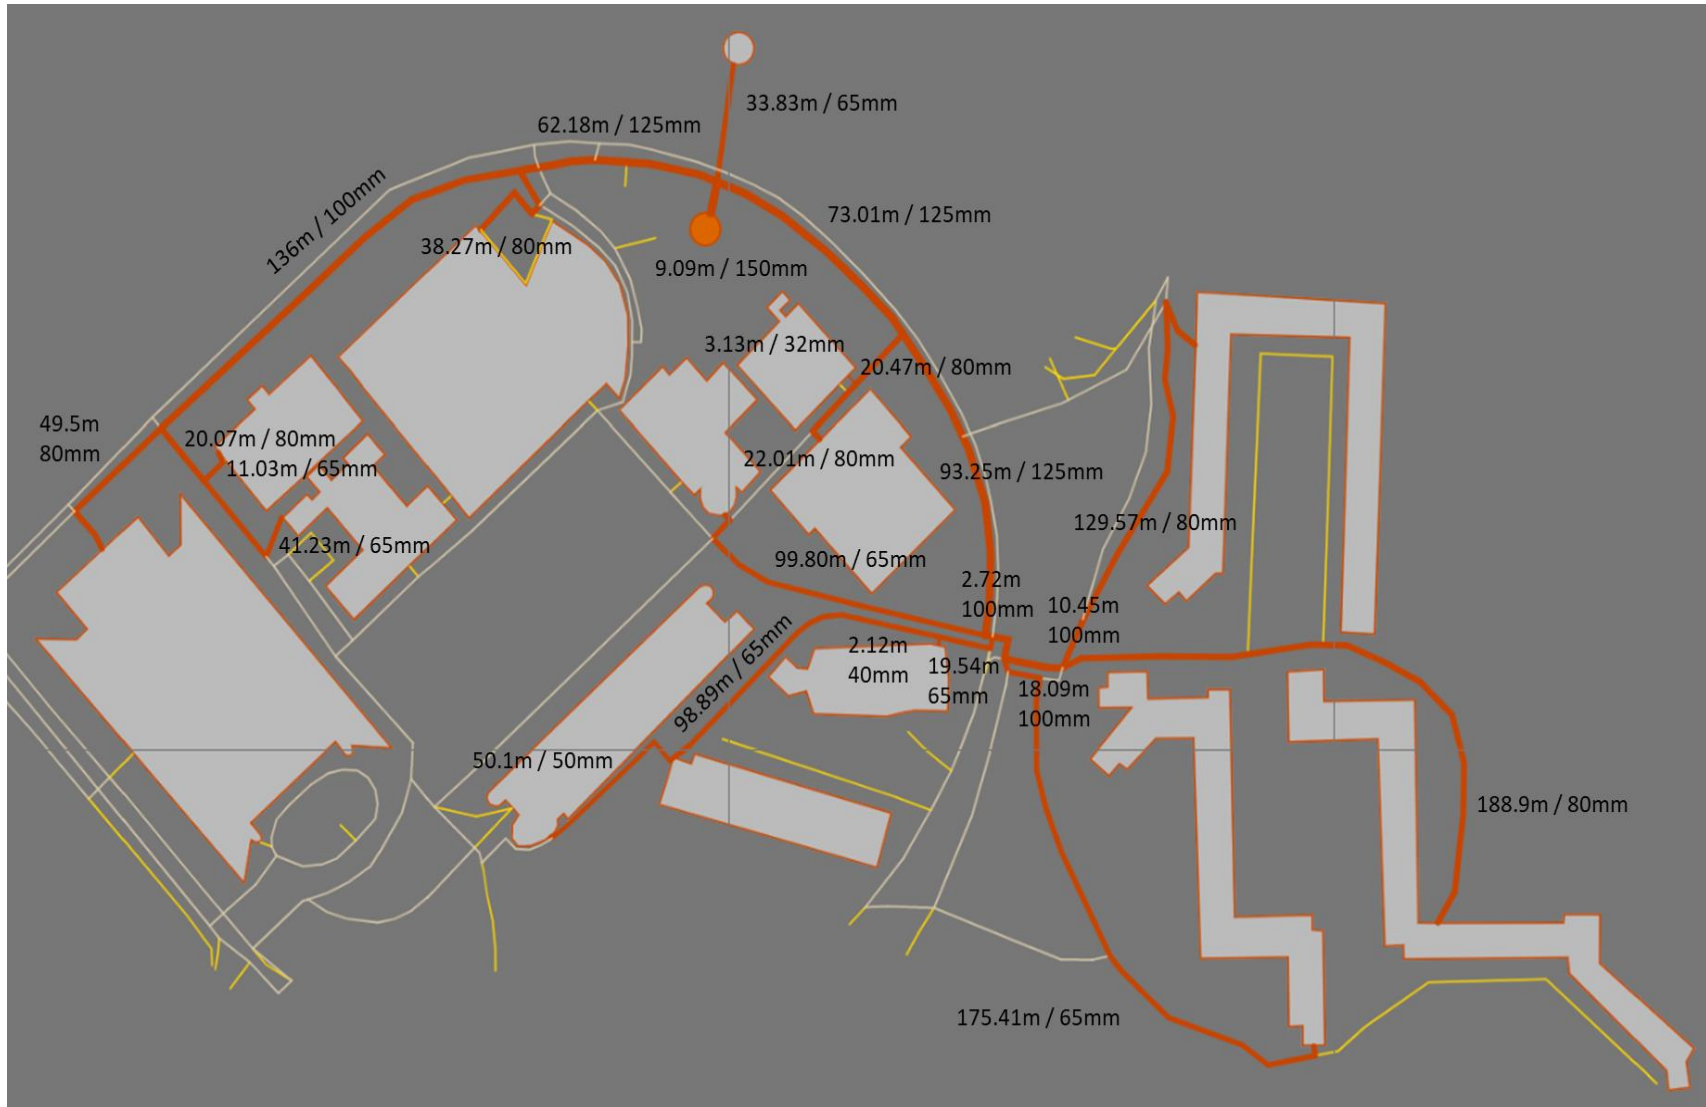 33.83m / 65mm
62.18m / 125mm
136m / 100mm
73.01m / 125mm
38.27m / 80mm
9.09m / 150mm
3.13m / 32mm
20.47m / 80mm
49.5m
80mm
20.07m / 80mm
11.03m / 65mm
22.01m / 80mm
93.25m / 125mm
129.57m / 80mm
41.23m / 65mm
99.80m / 65mm
2.72m
100mm
10.45m
100mm
2.12m
40mm
19.54m
65mm
98.89m / 65mm
18.09m
100mm
50.1m / 50mm
188.9m / 80mm
175.41m / 65mm